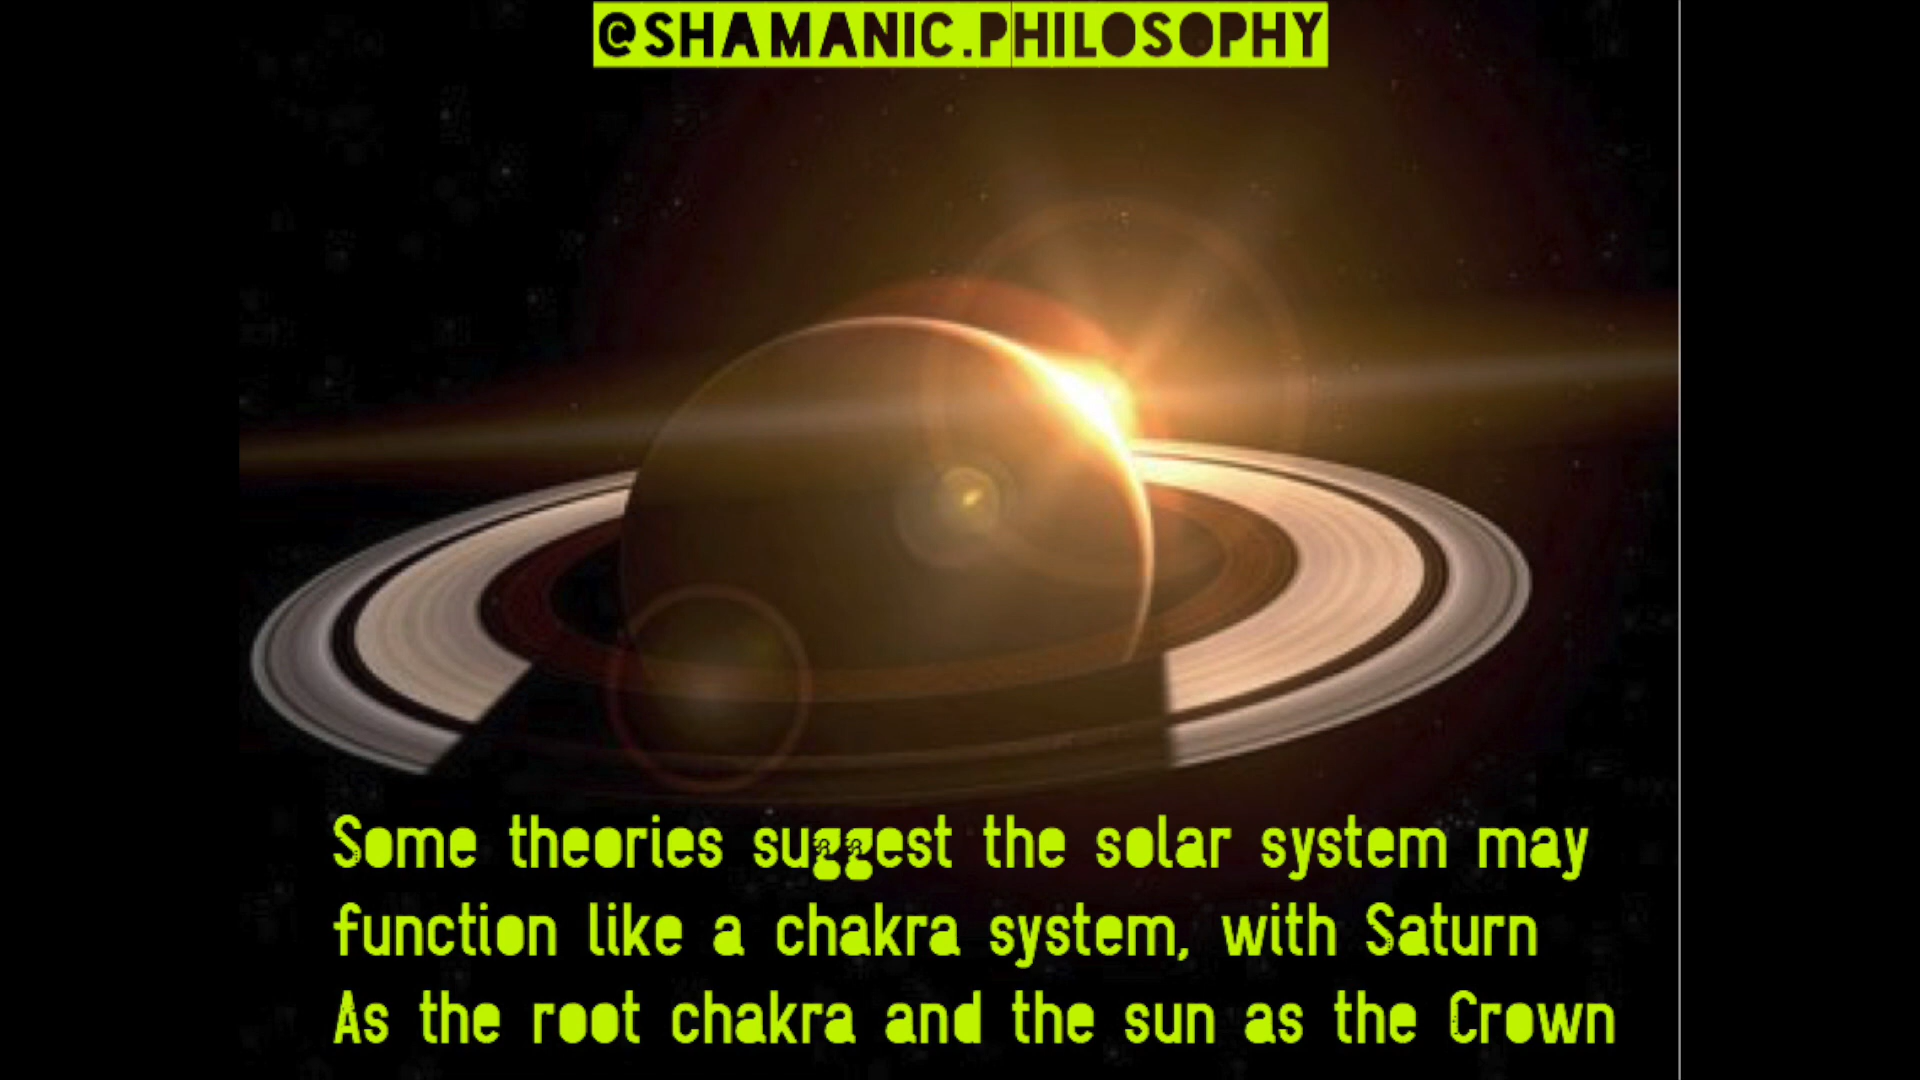 @SHAMANIC.PHILOSOPHY
Some theories suggest the solar system may
function like a chakra system, with Saturn
As the root chakra and the sun as the Crown